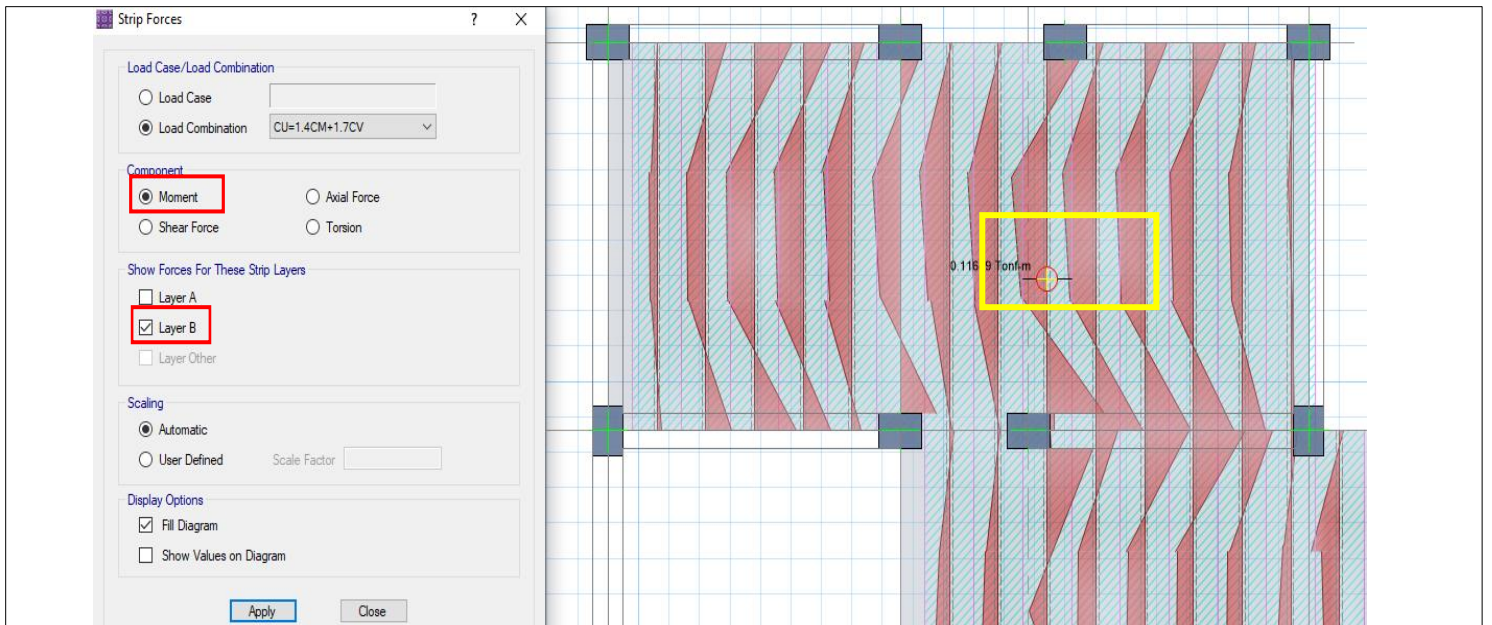 Strip Forces
? X
Load Case/Load Combination
Load Case
Load Combination CU=1.4CM+1.7CV
Component
Moment Axial Force
Shear Force Torsion
Show Forces For These Strip Layers
Layer A
Layer B
Layer Other
Scaling
Automatic
User Defined Scale Factor
Display Options
Fill Diagram
Show Values on Diagram
Apply Close
Tonf-m